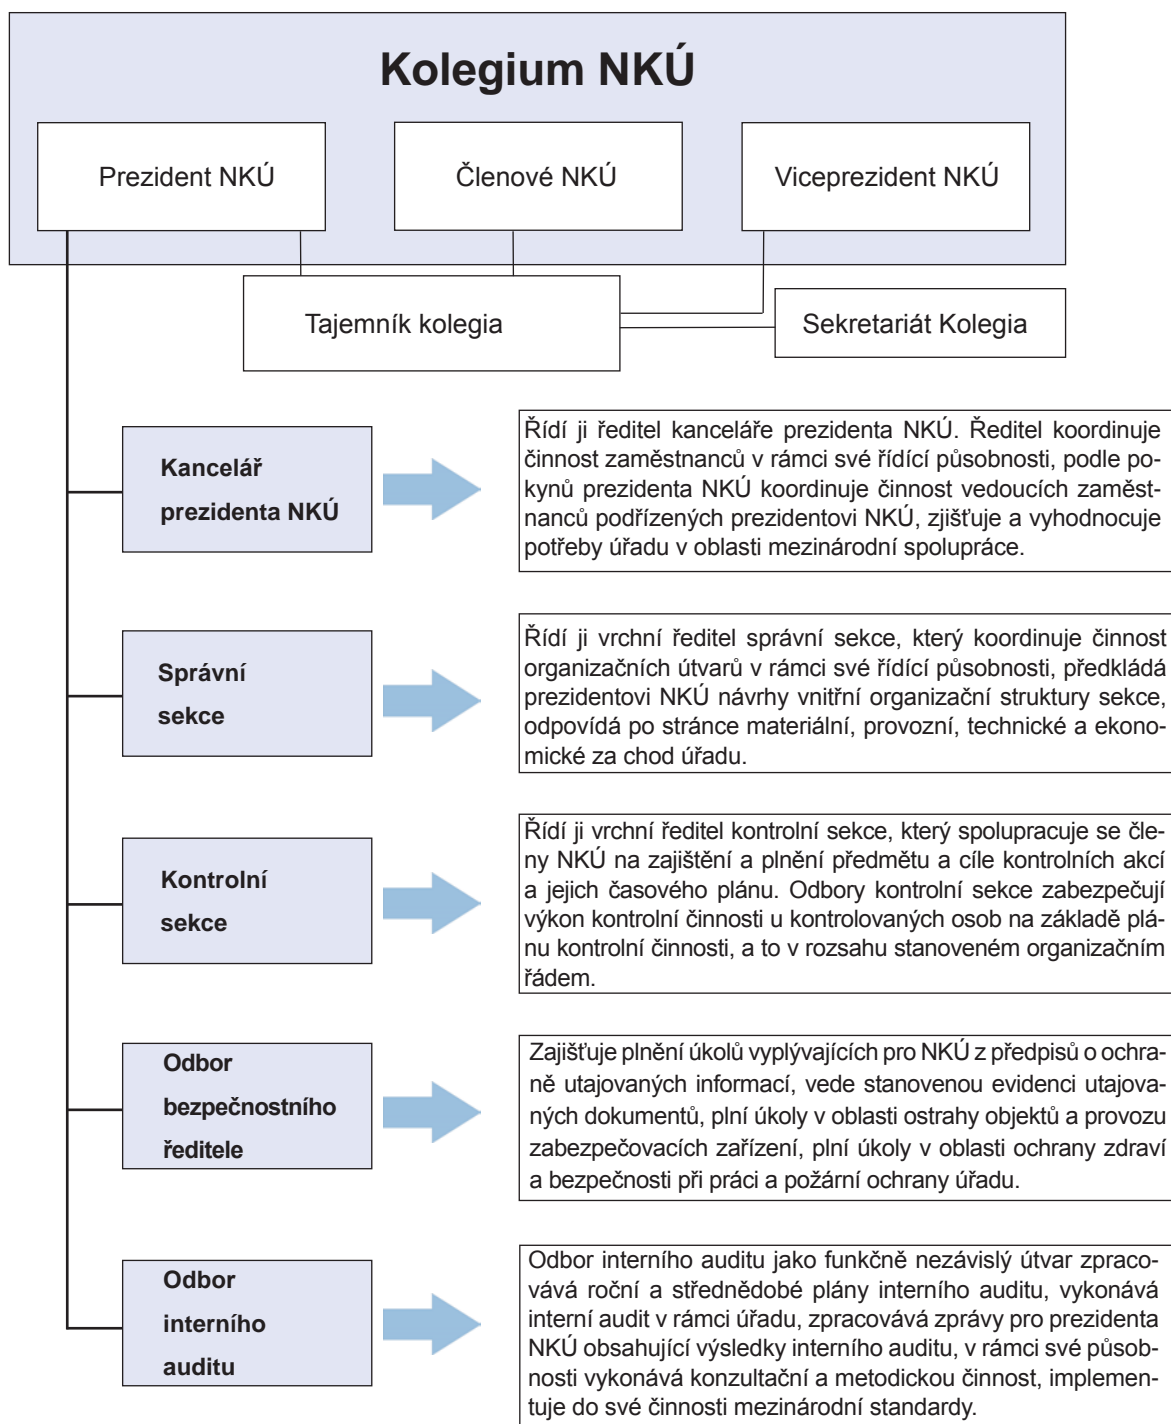 Kolegium NKÚ
Prezident NKÚ
Členové NKÚ
Viceprezident NKÚ
Tajemník kolegia
Sekretariát Kolegia
Kancelář
prezidenta NKÚ
Řídí ji ředitel kanceláře prezidenta NKÚ. Ředitel koordinuje
činnost zaměstnanců v rámci své řídící působnosti, podle po-
kynů prezidenta NKÚ koordinuje činnost vedoucích zaměst-
nanců podřízených prezidentovi NKÚ, zjišťuje a vyhodnocuje
potřeby úřadu v oblasti mezinárodní spolupráce.
Správní
sekce
Řídí ji vrchní ředitel správní sekce, který koordinuje činnost
organizačních útvarů v rámci své řídící působnosti, předkládá
prezidentovi NKÚ návrhy vnitřní organizační struktury sekce,
odpovídá po stránce materiální, provozní, technické a ekono-
mické za chod úřadu.
Kontrolní
sekce
Řídí ji vrchní ředitel kontrolní sekce, který spolupracuje se čle-
ny NKÚ na zajištění a plnění předmětu a cíle kontrolních akcí
a jejich časového plánu. Odbory kontrolní sekce zabezpečují
výkon kontrolní činnosti u kontrolovaných osob na základě plá-
nu kontrolní činnosti, a to v rozsahu stanoveném organizačním
řádem.
Odbor
bezpečnostního
ředitele
Zajišťuje plnění úkolů vyplývajících pro NKÚ z předpisů o ochra-
ně utajovaných informací, vede stanovenou evidenci utajova-
ných dokumentů, plní úkoly v oblasti ostrahy objektů a provozu
zabezpečovacích zařízení, plní úkoly v oblasti ochrany zdraví
a bezpečnosti při práci a požární ochrany úřadu.
Odbor
interního
auditu
Odbor interního auditu jako funkčně nezávislý útvar zpraco-
vává roční a střednědobé plány interního auditu, vykonává
interní audit v rámci úřadu, zpracovává zprávy pro prezidenta
NKÚ obsahující výsledky interního auditu, v rámci své působ-
nosti vykonává konzultační a metodickou činnost, implemen-
tuje do své činnosti mezinárodní standardy.